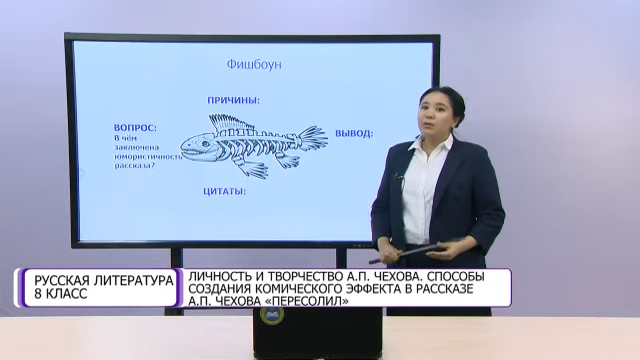 Фишбоун
ПРИЧИНЫ:
ВОПРОС:
В чём
заключена
юмористичность
рассказа?
ВЫВОД:
ЦИТАТЫ:
РУССКАЯ ЛИТЕРАТУРА
8 КЛАСС
ЛИЧНОСТЬ И ТВОРЧЕСТВО А.П. ЧЕХОВА. СПОСОБЫ
СОЗДАНИЯ КОМИЧЕСКОГО ЭФФЕКТА В РАССКАЗЕ
А.П. ЧЕХОВА «ПЕРЕСОЛИЛ»